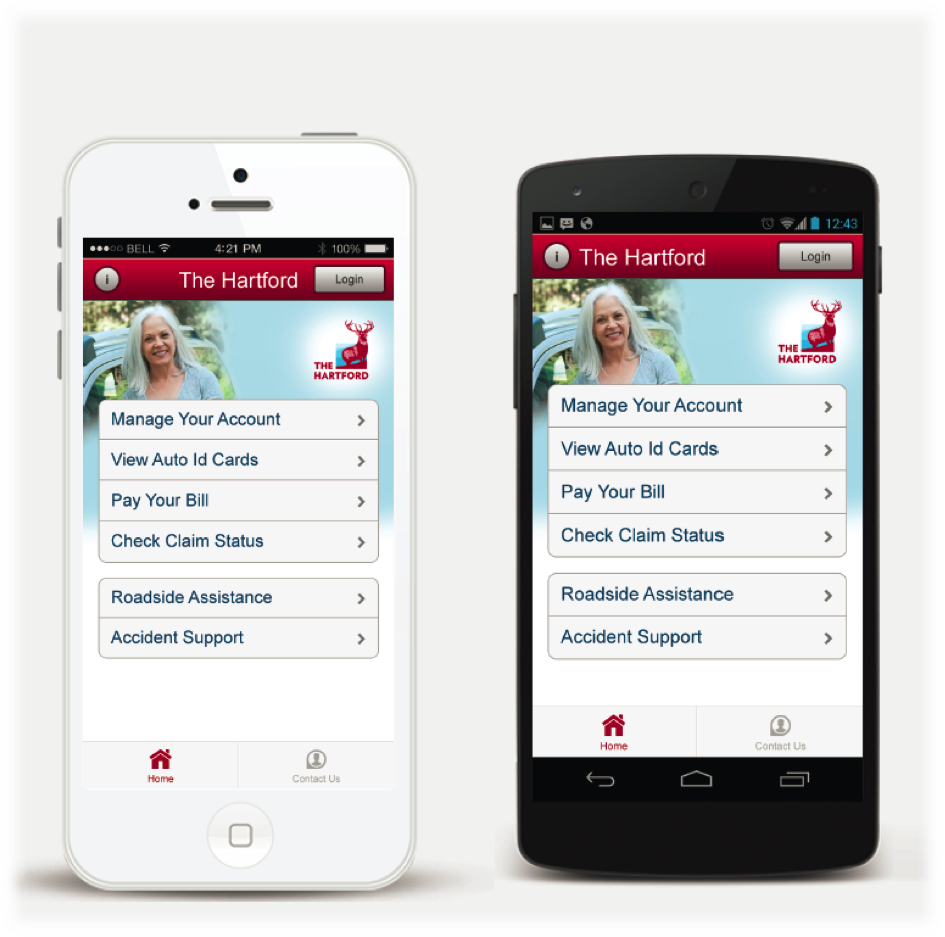 BELL 4:21 PM 100%
i The Hartford Login
THE
HARTFORD
Manage Your Account
View Auto Id Cards
Pay Your Bill
Check Claim Status
Roadside Assistance
Accident Support
Home Contact Us
12:43
i The Hartford Login
THE
HARTFORD
Manage Your Account
View Auto Id Cards
Pay Your Bill
Check Claim Status
Roadside Assistance
Accident Support
Home Contact Us